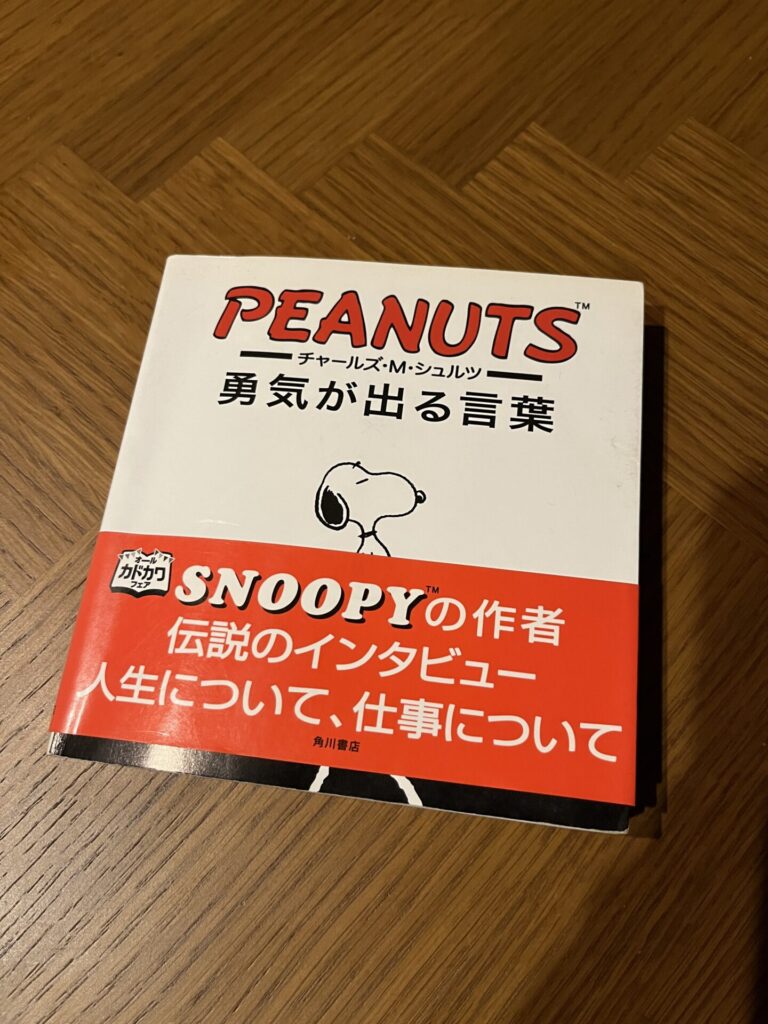 PEANUTS™
チャールズ・M・シュルツ
勇気が出る言葉
オール
カドカワ
フェア
SNOOPY™の作者
伝説のインタビュー
人生について、仕事について
角川書店